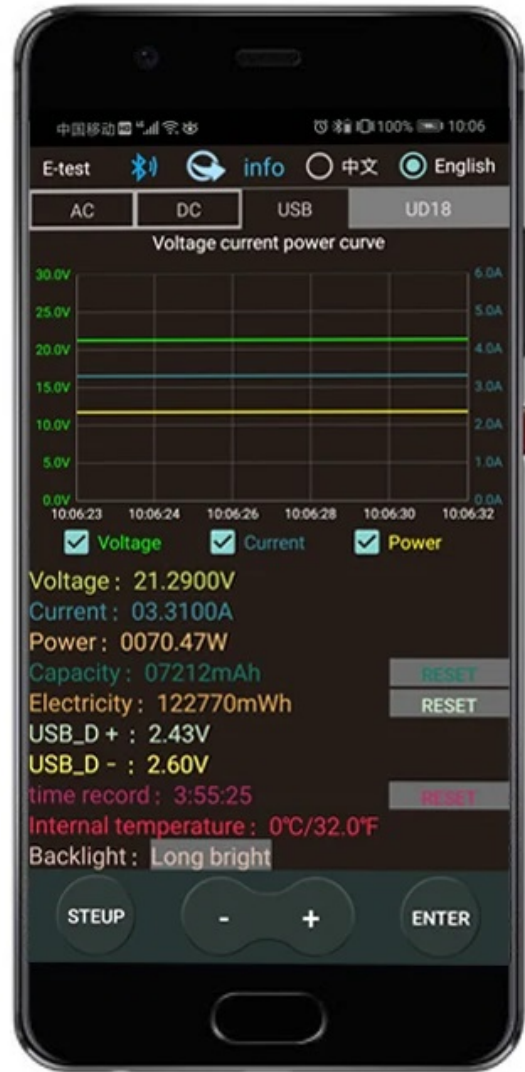 中国移动 HD 46 100% 10:06
E-test info 中文 English
AC DC USB UD18
Voltage current power curve
30.0V 6.0A
25.0V 5.0A
20.0V 4.0A
15.0V 3.0A
10.0V 2.0A
5.0V 1.0A
0.0V 0.0A
10:06:23 10:06:24 10:06:26 10:06:28 10:06:30 10:06:32
Voltage Current Power
Voltage : 21.2900V
Current : 03.3100A
Power : 0070.47W
Capacity : 07212mAh RESET
Electricity : 122770mWh RESET
USB_D + : 2.43V
USB_D - : 2.60V
time record : 3:55:25 RESET
Internal temperature : 0℃/32.0℉
Backlight : Long bright
STEUP - + ENTER